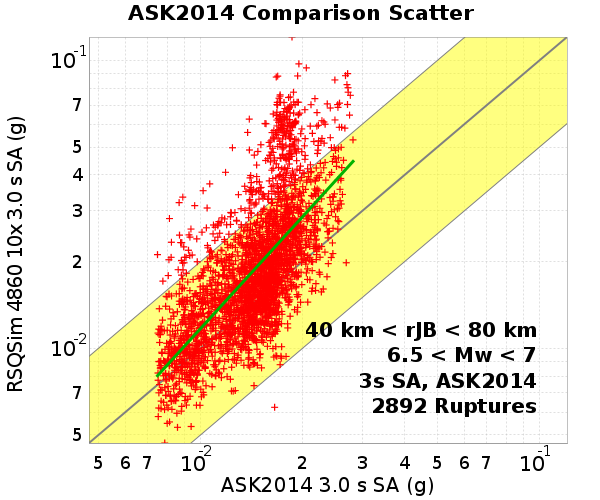 ASK2014 Comparison Scatter
RSQSim 4860 10x 3.0 s SA (g)
10-1
7
5
4
3
2
10-2
7
5
40 km < rJB < 80 km
6.5 < Mw < 7
3s SA, ASK2014
2892 Ruptures
5 6 7 10-2 2 3 4 5 6 7 10-1
ASK2014 3.0 s SA (g)